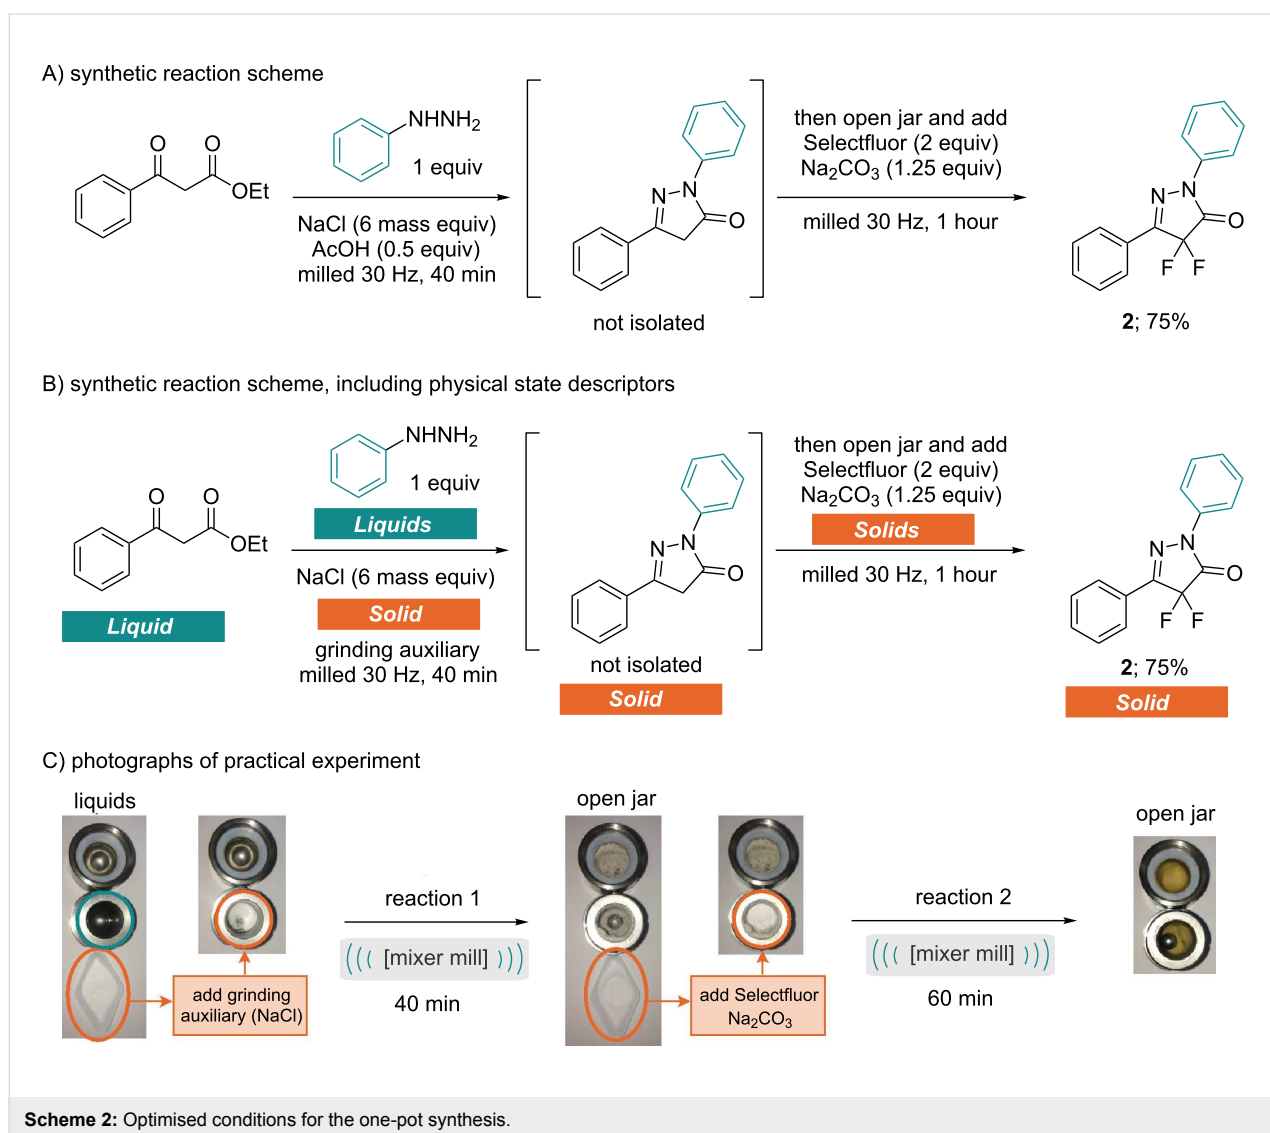 A) synthetic reaction scheme
O
O
OEt
NHNH2
1 equiv
NaCl (6 mass equiv)
AcOH (0.5 equiv)
milled 30 Hz, 40 min
N
N
O
not isolated
then open jar and add
Selectfluor (2 equiv)
Na2CO3 (1.25 equiv)
milled 30 Hz, 1 hour
N
N
O
F F
2; 75%
B) synthetic reaction scheme, including physical state descriptors
O
O
OEt
Liquid
NHNH2
1 equiv
Liquids
NaCl (6 mass equiv)
Solid
grinding auxiliary
milled 30 Hz, 40 min
N
N
O
not isolated
Solid
then open jar and add
Selectfluor (2 equiv)
Na2CO3 (1.25 equiv)
Solids
milled 30 Hz, 1 hour
N
N
O
F F
2; 75%
Solid
C) photographs of practical experiment
liquids
add grinding
auxiliary (NaCl)
reaction 1
[mixer mill]
40 min
open jar
add Selectfluor
Na2CO3
reaction 2
[mixer mill]
60 min
open jar
Scheme 2: Optimised conditions for the one-pot synthesis.